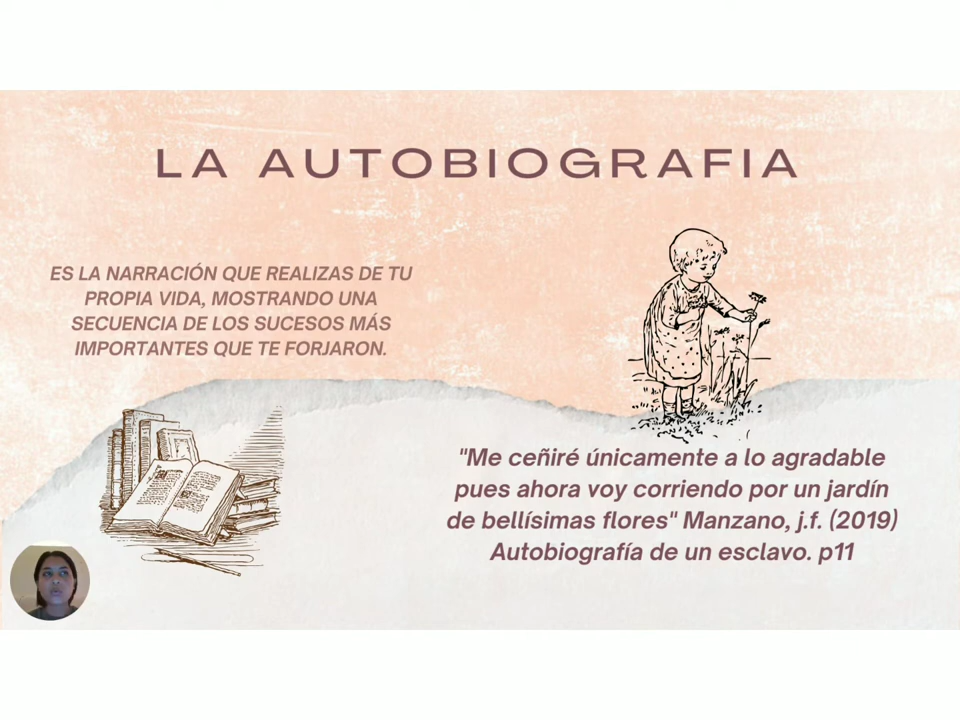 LA AUTOBIOGRAFIA
ES LA NARRACIÓN QUE REALIZAS DE TU
PROPIA VIDA, MOSTRANDO UNA
SECUENCIA DE LOS SUCESOS MÁS
IMPORTANTES QUE TE FORJARON.
"Me ceñiré únicamente a lo agradable
pues ahora voy corriendo por un jardín
de bellísimas flores" Manzano, j.f. (2019)
Autobiografía de un esclavo. p11